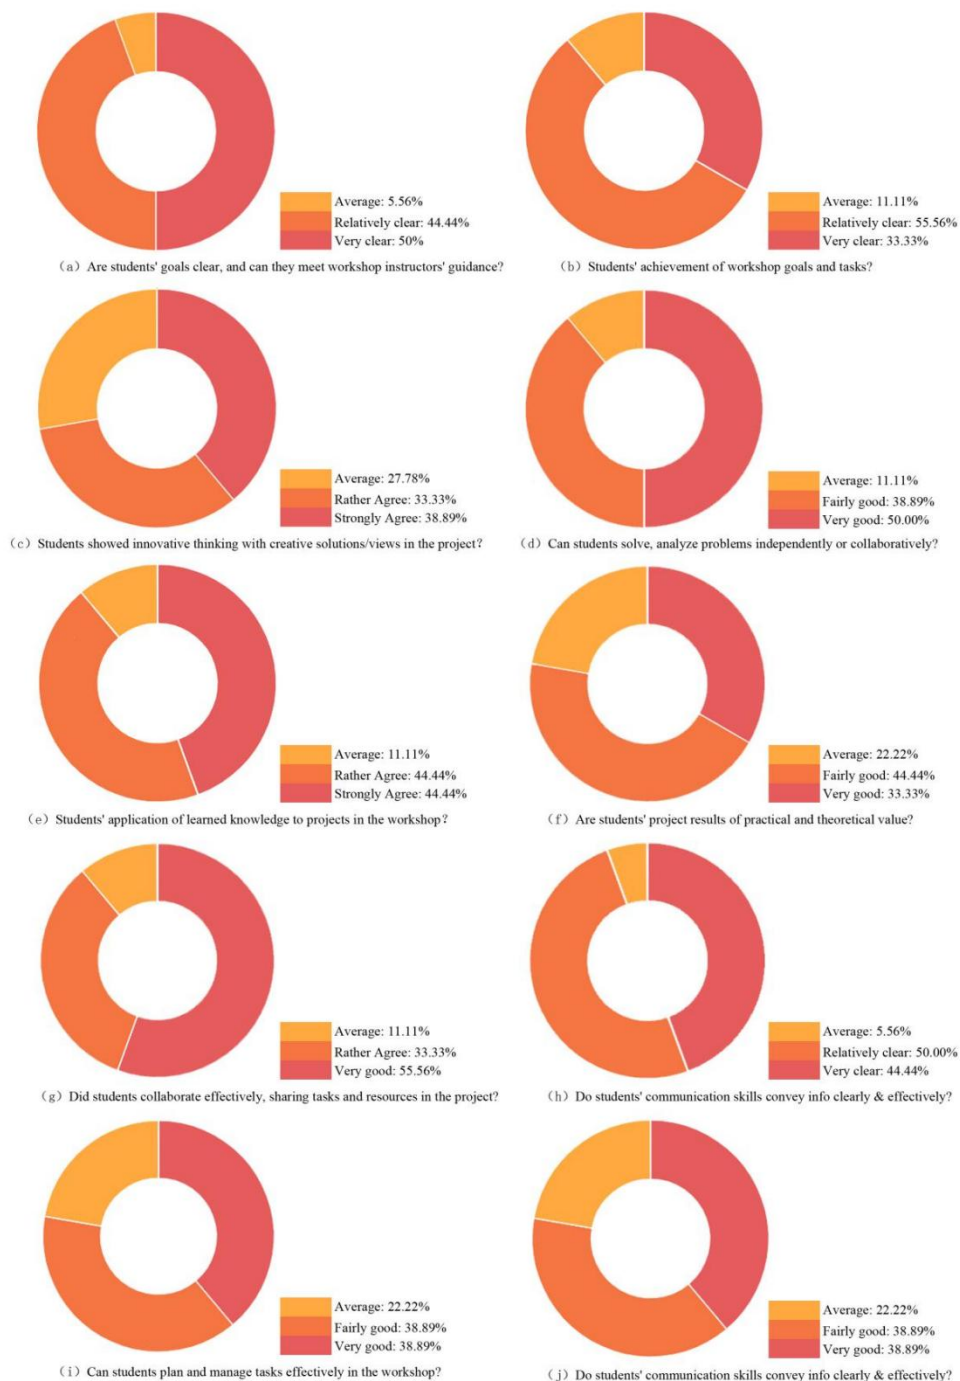 Average: 5.56%
Relatively clear: 44.44%
Very clear: 50%
(a) Are students' goals clear, and can they meet workshop instructors' guidance?
Average: 11.11%
Relatively clear: 55.56%
Very clear: 33.33%
(b) Students' achievement of workshop goals and tasks?
Average: 27.78%
Rather Agree: 33.33%
Strongly Agree: 38.89%
(c) Students showed innovative thinking with creative solutions/views in the project?
Average: 11.11%
Fairly good: 38.89%
Very good: 50.00%
(d) Can students solve, analyze problems independently or collaboratively?
Average: 11.11%
Rather Agree: 44.44%
Strongly Agree: 44.44%
(e) Students' application of learned knowledge to projects in the workshop?
Average: 22.22%
Fairly good: 44.44%
Very good: 33.33%
(f) Are students' project results of practical and theoretical value?
Average: 11.11%
Rather Agree: 33.33%
Very good: 55.56%
(g) Did students collaborate effectively, sharing tasks and resources in the project?
Average: 5.56%
Relatively clear: 50.00%
Very clear: 44.44%
(h) Do students' communication skills convey info clearly & effectively?
Average: 22.22%
Fairly good: 38.89%
Very good: 38.89%
(i) Can students plan and manage tasks effectively in the workshop?
Average: 22.22%
Fairly good: 38.89%
Very good: 38.89%
(j) Do students' communication skills convey info clearly & effectively?